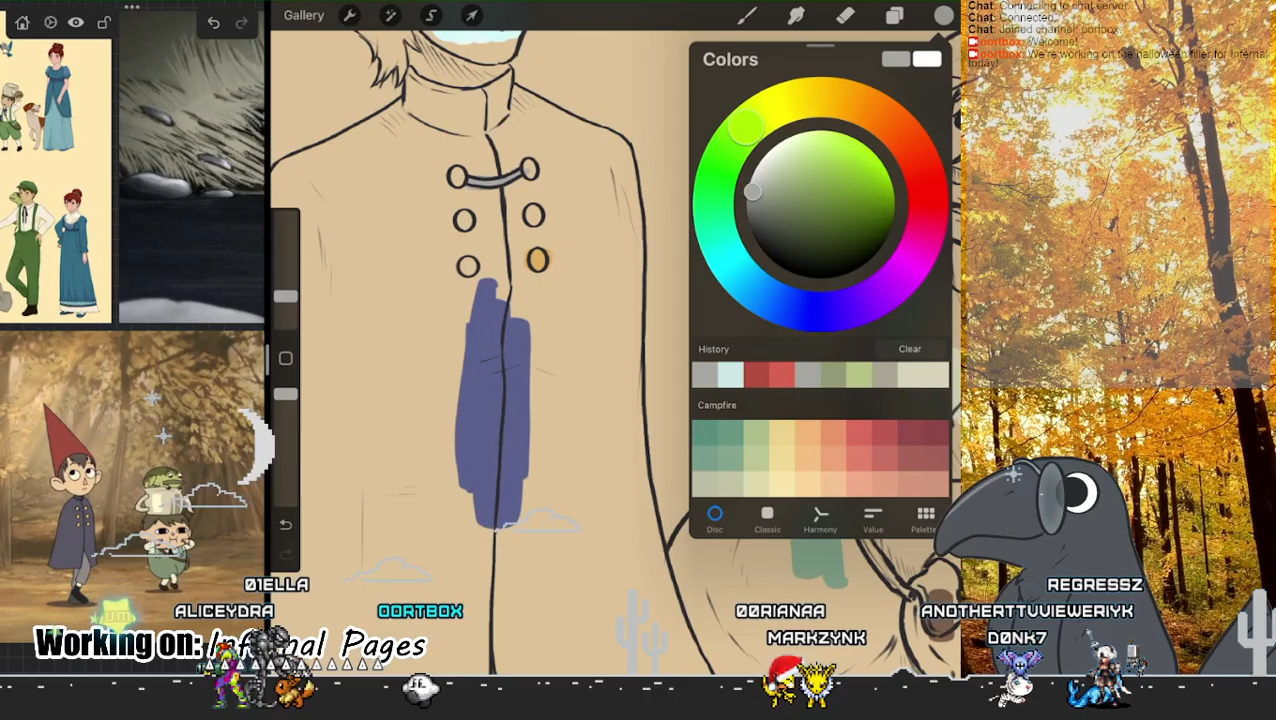 Gallery
Colors
History
Clear
Campfire
Disc
Classic
Harmony
Value
Palettes
Chat: Connecting to chat server.
Chat: Connected.
Chat: Joined channel: oortbox.
oortbox: Welcome!
oortbox: We're working on the halloween filler for Infernal today!
01ELLA
ALICEYDRA
OORTBOX
00RIANAA
MARKZYNK
REGRESSZ
ANOTHERTTVVIEWERIYK
D0NK7
Working on: Infernal Pages